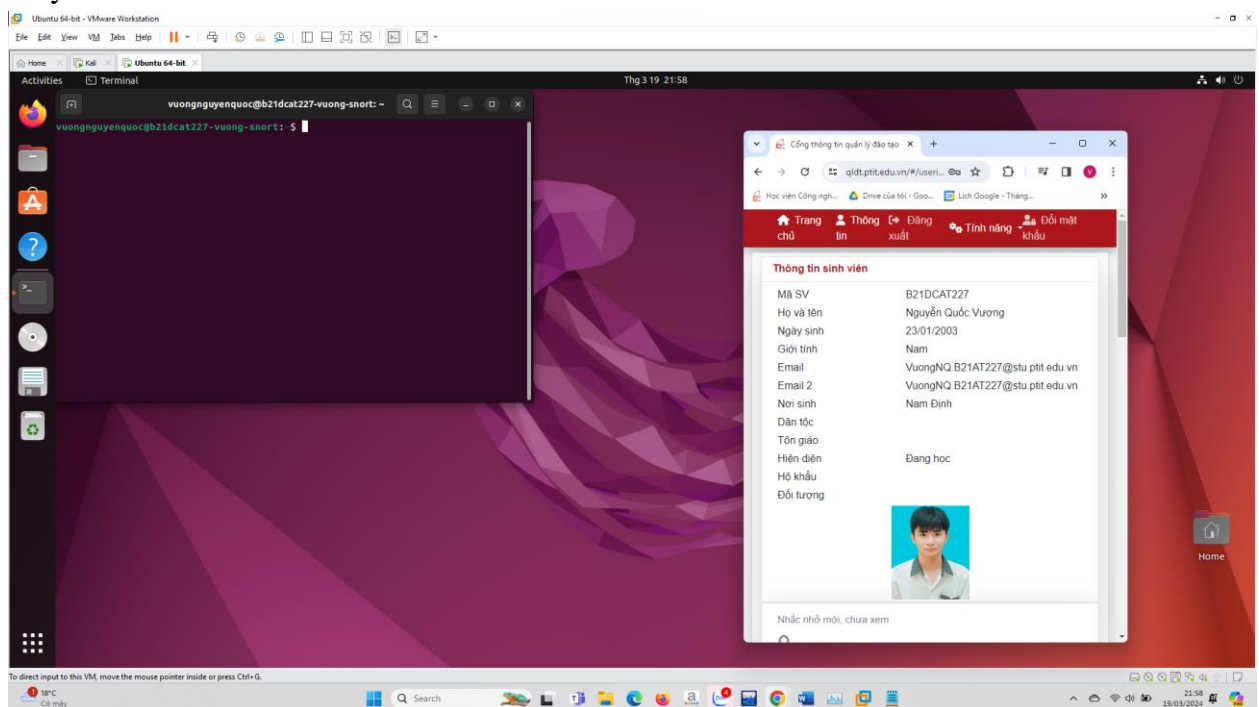 Ubuntu 64-bit - VMware Workstation
File Edit View VM Tabs Help
Home Kali Ubuntu 64-bit
Activities Terminal Thg 3 19 21:58
vuongnguyenquoc@b21dcat227-vuong-snort: ~
vuongnguyenquoc@b21dcat227-vuong-snort:~$
Cổng thông tin quản lý đào tạo
qldt.ptit.edu.vn/#/useri...
Học viện Công ngh... Drive của tôi - Goo... Lịch Google - Tháng...
Trang chủ
Thông tin
Đăng xuất
Tính năng
Đổi mật khẩu
Thông tin sinh viên
Mã SV B21DCAT227
Họ và tên Nguyễn Quốc Vượng
Ngày sinh 23/01/2003
Giới tính Nam
Email VuongNQ.B21AT227@stu.ptit.edu.vn
Email 2 VuongNQ.B21AT227@stu.ptit.edu.vn
Nơi sinh Nam Định
Dân tộc
Tôn giáo
Hiện diện Đang học
Hộ khẩu
Đối tượng
Nhắc nhở mới, chưa xem
Home
To direct input to this VM, move the mouse pointer inside or press Ctrl+G.
18°C
Có mây
Search
21:58
19/03/2024